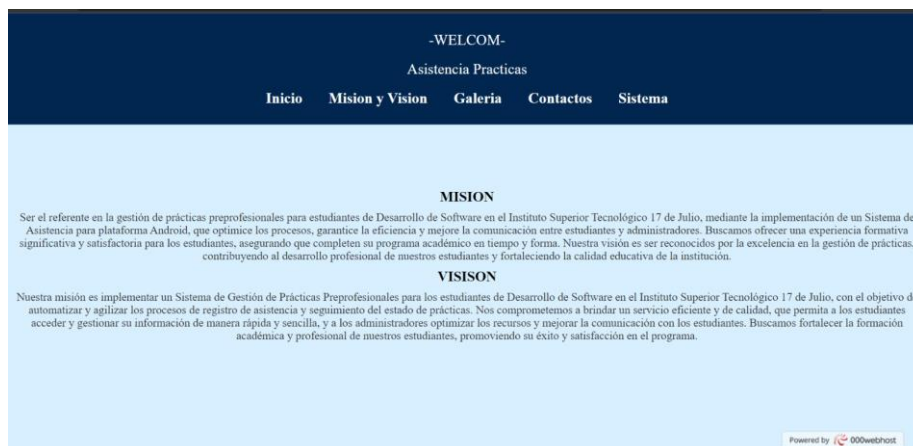 -WELCOM-
Asistencia Practicas
Inicio Mision y Vision Galeria Contactos Sistema
MISION
Ser el referente en la gestión de prácticas preprofesionales para estudiantes de Desarrollo de Software en el Instituto Superior Tecnológico 17 de Julio, mediante la implementación de un Sistema de
Asistencia para plataforma Android, que optimice los procesos, garantice la eficiencia y mejore la comunicación entre estudiantes y administradores. Buscamos ofrecer una experiencia formativa
significativa y satisfactoria para los estudiantes, asegurando que completen su programa académico en tiempo y forma. Nuestra visión es ser reconocidos por la excelencia en la gestión de prácticas,
contribuyendo al desarrollo profesional de nuestros estudiantes y fortaleciendo la calidad educativa de la institución.
VISISON
Nuestra misión es implementar un Sistema de Gestión de Prácticas Preprofesionales para los estudiantes de Desarrollo de Software en el Instituto Superior Tecnológico 17 de Julio, con el objetivo de
automatizar y agilizar los procesos de registro de asistencia y seguimiento del estado de prácticas. Nos comprometemos a brindar un servicio eficiente y de calidad, que permita a los estudiantes
acceder y gestionar su información de manera rápida y sencilla, y a los administradores optimizar los recursos y mejorar la comunicación con los estudiantes. Buscamos fortalecer la formación
académica y profesional de nuestros estudiantes, promoviendo su éxito y satisfacción en el programa.
Powered by 000webhost